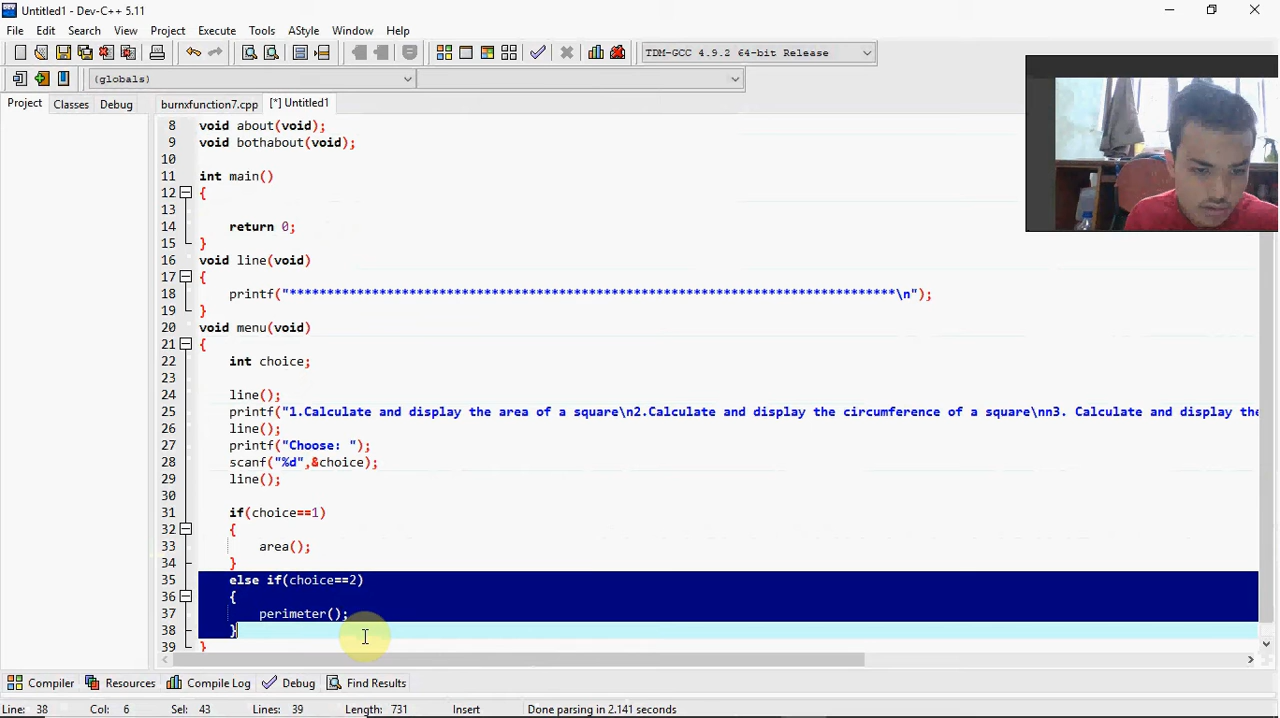 Untitled1 - Dev-C++ 5.11
File Edit Search View Project Execute Tools AStyle Window Help
TDM-GCC 4.9.2 64-bit Release
(globals)
Project Classes Debug burnxfunction7.cpp [*] Untitled1
8 void about(void);
9 void bothabout(void);
10
11 int main()
12 {
13
14 return 0;
15 }
16 void line(void)
17 {
18 printf("*********************************************************************************\n");
19 }
20 void menu(void)
21 {
22 int choice;
23
24 line();
25 printf("1.Calculate and display the area of a square\n2.Calculate and display the circumference of a square\nn3. Calculate and display the
26 line();
27 printf("Choose: ");
28 scanf("%d",&choice);
29 line();
30
31 if(choice==1)
32 {
33 area();
34 }
35 else if(choice==2)
36 {
37 perimeter();
38 }
39 }
Compiler Resources Compile Log Debug Find Results
Line: 38 Col: 6 Sel: 43 Lines: 39 Length: 731 Insert Done parsing in 2.141 seconds